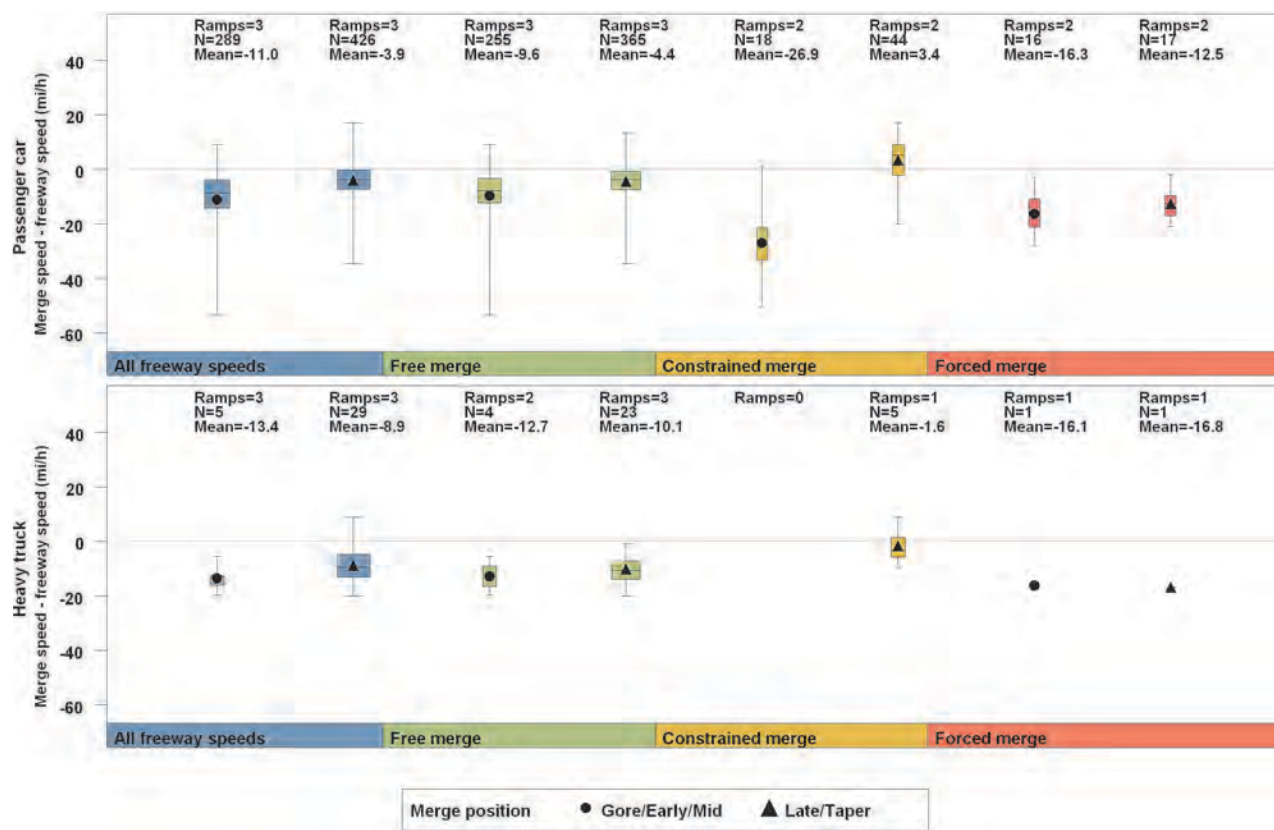 Ramps=3
N=289
Mean=-11.0
Ramps=3
N=426
Mean=-3.9
Ramps=3
N=255
Mean=-9.6
Ramps=3
N=365
Mean=-4.4
Ramps=2
N=18
Mean=-26.9
Ramps=2
N=44
Mean=3.4
Ramps=2
N=16
Mean=-16.3
Ramps=2
N=17
Mean=-12.5
Passenger car
Merge speed - freeway speed (mi/h)
40
20
0
-20
-40
-60
All freeway speeds
Free merge
Constrained merge
Forced merge
Ramps=3
N=5
Mean=-13.4
Ramps=3
N=29
Mean=-8.9
Ramps=2
N=4
Mean=-12.7
Ramps=3
N=23
Mean=-10.1
Ramps=0
Ramps=1
N=5
Mean=-1.6
Ramps=1
N=1
Mean=-16.1
Ramps=1
N=1
Mean=-16.8
Heavy truck
Merge speed - freeway speed (mi/h)
40
20
0
-20
-40
-60
All freeway speeds
Free merge
Constrained merge
Forced merge
Merge position
Gore/Early/Mid
Late/Taper